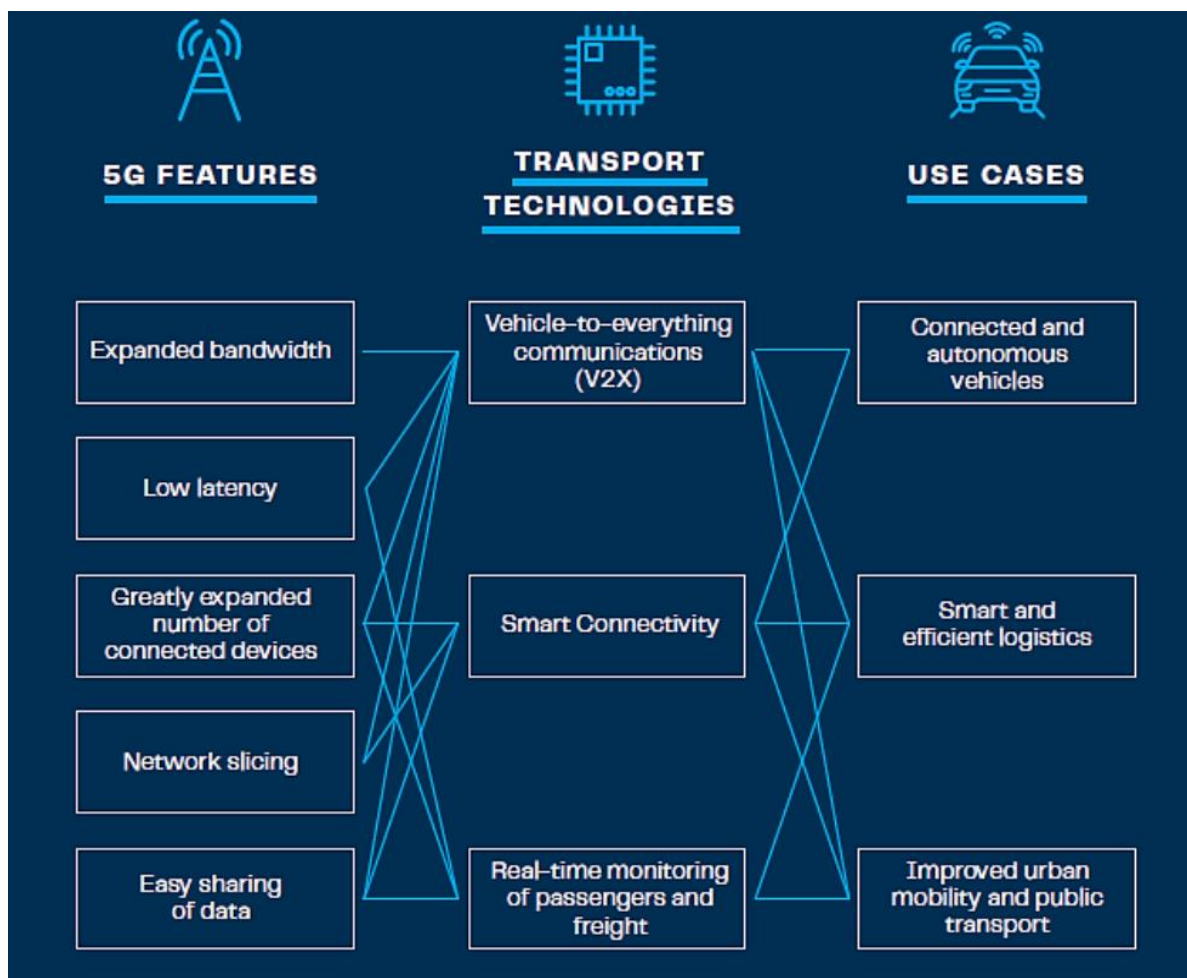 5G FEATURES
TRANSPORT
TECHNOLOGIES
USE CASES
Expanded bandwidth
Low latency
Greatly expanded
number of
connected devices
Network slicing
Easy sharing
of data
Vehicle-to-everything
communications
(V2X)
Smart Connectivity
Real-time monitoring
of passengers and
freight
Connected and
autonomous
vehicles
Smart and
efficient logistics
Improved urban
mobility and public
transport